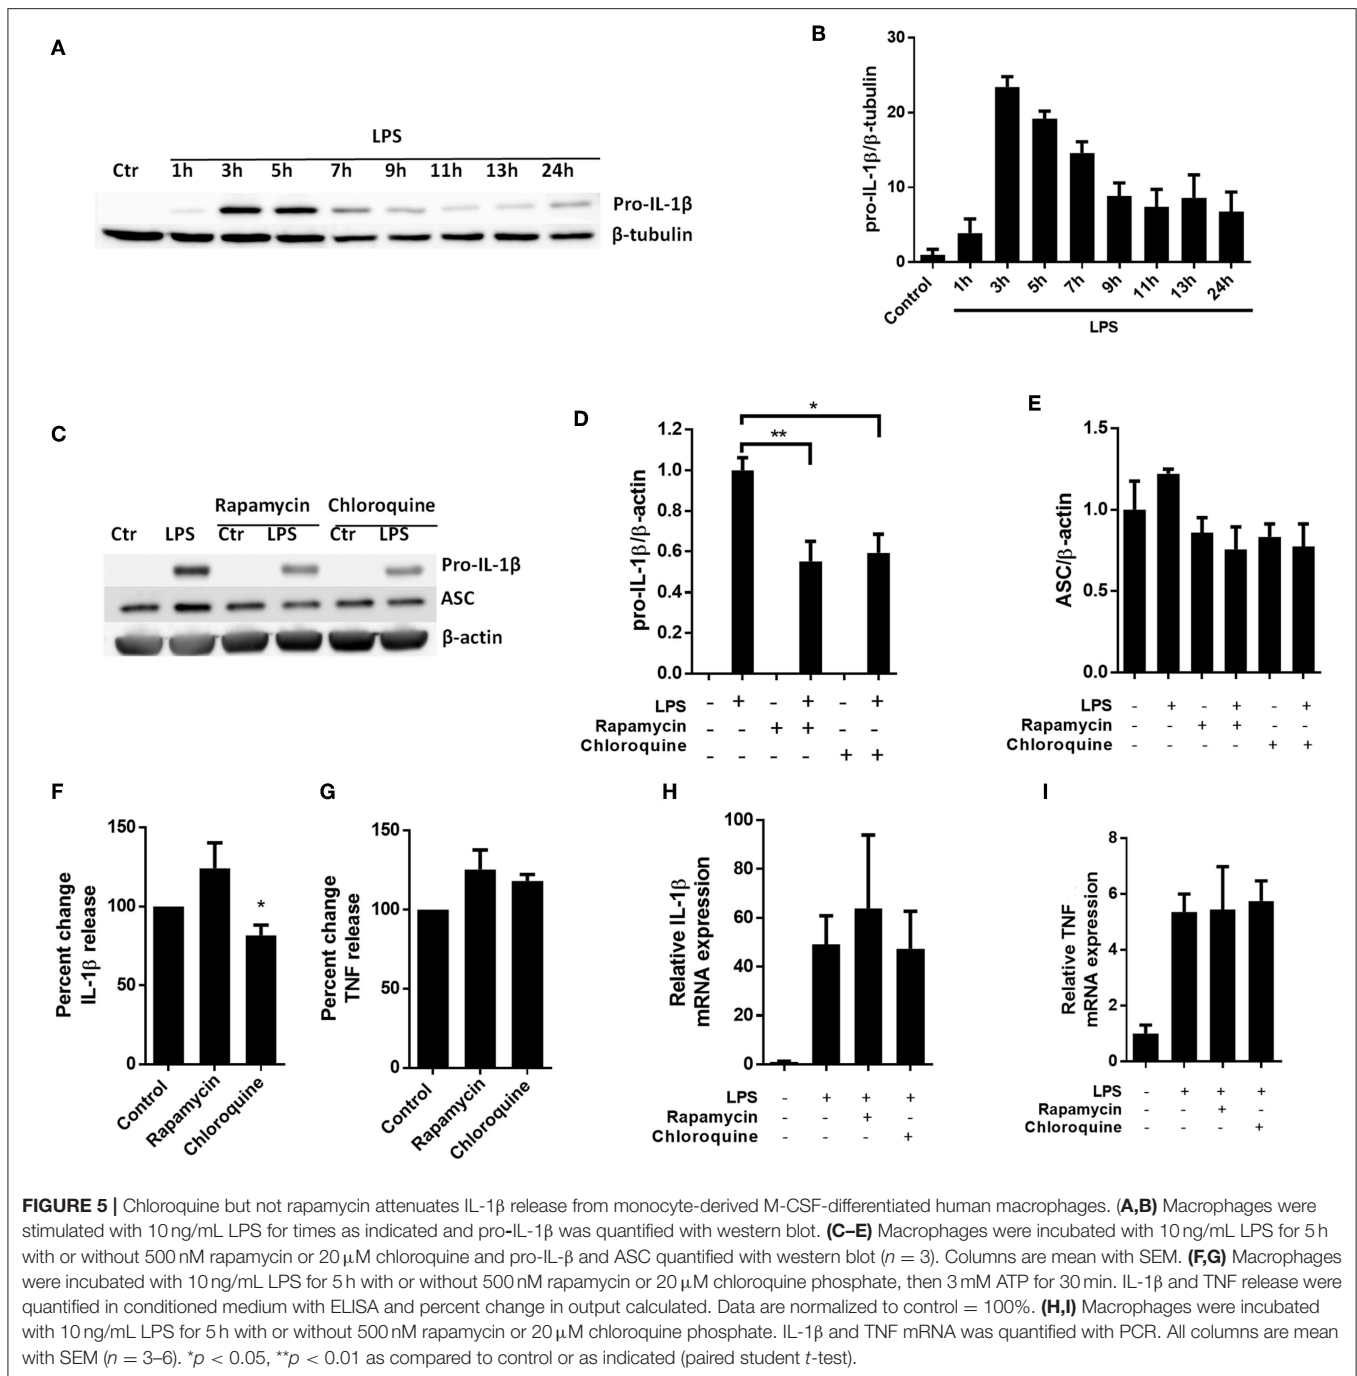 A
LPS
Ctr 1h 3h 5h 7h 9h 11h 13h 24h
Pro-IL-1β
β-tubulin
B
pro-IL-1β/β-tubulin
30
20
10
0
Control 1h 3h 5h 7h 9h 11h 13h 24h
LPS
C
Rapamycin Chloroquine
Ctr LPS Ctr LPS Ctr LPS
Pro-IL-1β
ASC
β-actin
D
pro-IL-1β/β-actin
1.2
1.0
0.8
0.6
0.4
0.2
0.0
*
**
LPS - + - + - +
Rapamycin - - + + - -
Chloroquine - - - - + +
E
ASC/β-actin
1.5
1.0
0.5
0.0
LPS - + - + - +
Rapamycin - - + + - -
Chloroquine - - - - + +
F
Percent change
IL-1β release
150
100
50
0
*
Control Rapamycin Chloroquine
G
Percent change
TNF release
150
100
50
0
Control Rapamycin Chloroquine
H
Relative IL-1β
mRNA expression
100
80
60
40
20
0
LPS - + + +
Rapamycin - - + -
Chloroquine - - - +
I
Relative TNF
mRNA expression
8
6
4
2
0
LPS - + + +
Rapamycin - - + -
Chloroquine - - - +
FIGURE 5 | Chloroquine but not rapamycin attenuates IL-1β release from monocyte-derived M-CSF-differentiated human macrophages. (A,B) Macrophages were
stimulated with 10 ng/mL LPS for times as indicated and pro-IL-1β was quantified with western blot. (C–E) Macrophages were incubated with 10 ng/mL LPS for 5 h
with or without 500 nM rapamycin or 20 μM chloroquine and pro-IL-β and ASC quantified with western blot (n = 3). Columns are mean with SEM. (F,G) Macrophages
were incubated with 10 ng/mL LPS for 5 h with or without 500 nM rapamycin or 20 μM chloroquine phosphate, then 3 mM ATP for 30 min. IL-1β and TNF release were
quantified in conditioned medium with ELISA and percent change in output calculated. Data are normalized to control = 100%. (H,I) Macrophages were incubated
with 10 ng/mL LPS for 5 h with or without 500 nM rapamycin or 20 μM chloroquine phosphate. IL-1β and TNF mRNA was quantified with PCR. All columns are mean
with SEM (n = 3–6). *p < 0.05, **p < 0.01 as compared to control or as indicated (paired student t-test).